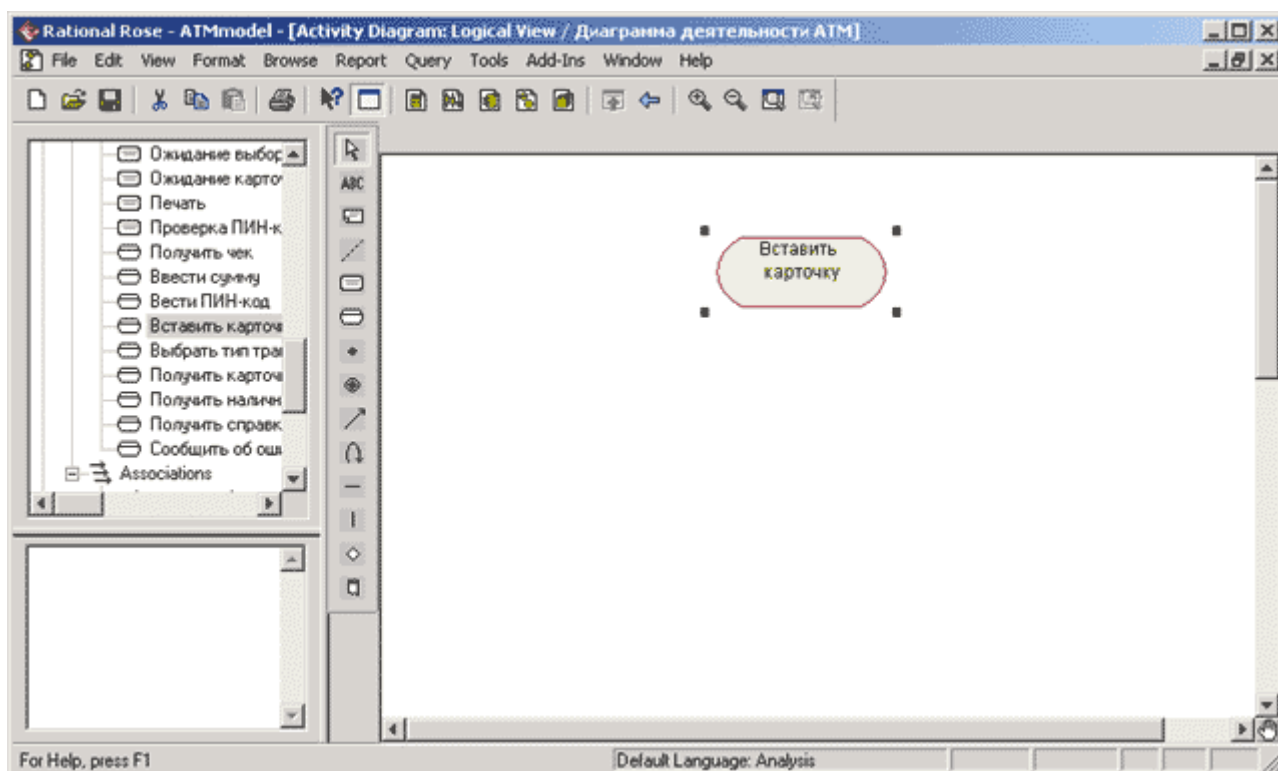 Rational Rose - ATMmodel - [Activity Diagram: Logical View / Диаграмма деятельности ATM]
File Edit View Format Browse Report Query Tools Add-Ins Window Help
Ожидание выбор
Ожидание карто
Печать
Проверка ПИН-к
Получить чек
Ввести сумму
Вести ПИН-код
Вставить карточ
Выбрать тип тра
Получить карточ
Получить наличн
Получить справк
Сообщить об ош
Associations
ABC
Вставить
карточку
For Help, press F1
Default Language: Analysis